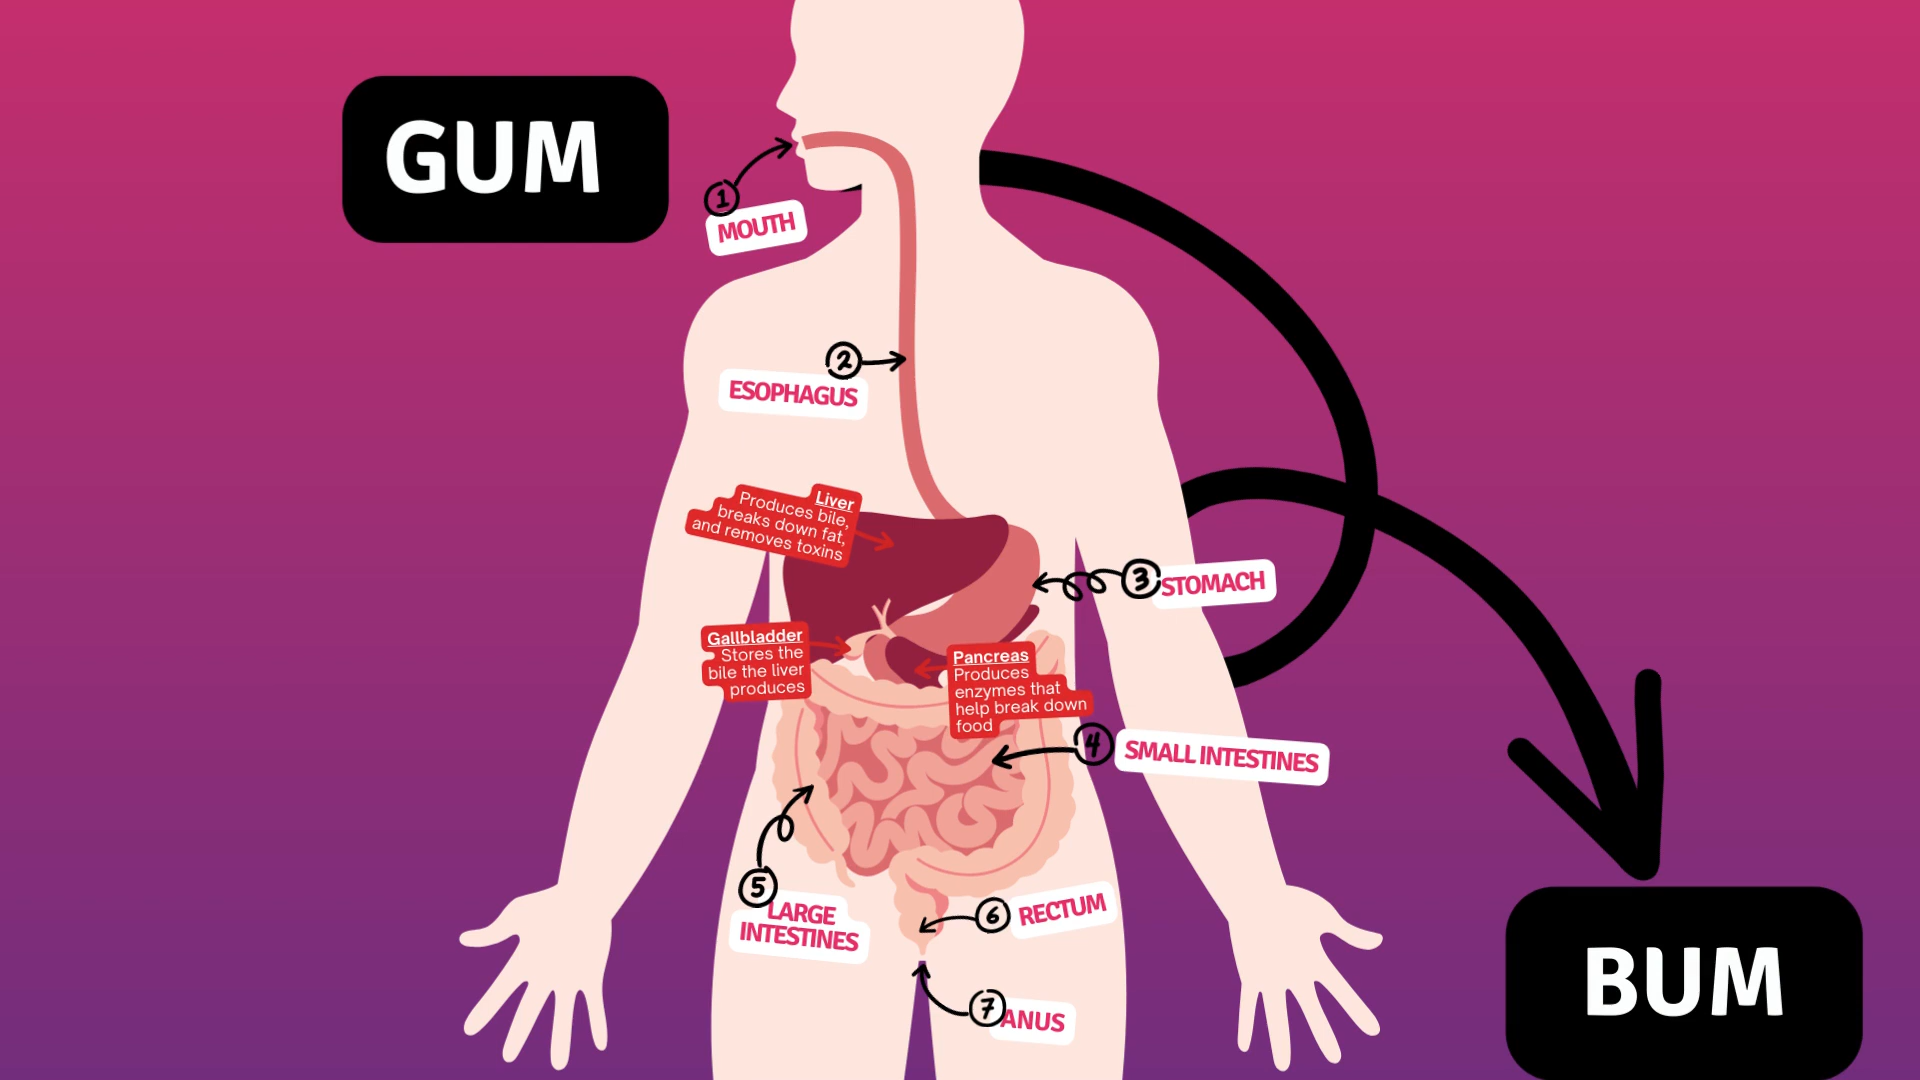 GUM
1
MOUTH
2
ESOPHAGUS
Liver
Produces bile,
breaks down fat,
and removes toxins
3
STOMACH
Gallbladder
Stores the
bile the liver
produces
Pancreas
Produces
enzymes that
help break down
food
4
SMALL INTESTINES
5
LARGE
INTESTINES
6
RECTUM
7
ANUS
BUM